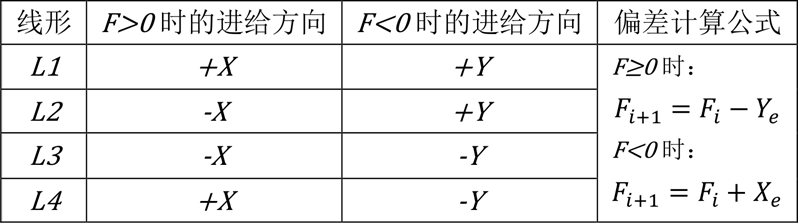 线形 F>0时的进给方向 F<0时的进给方向 偏差计算公式
L1 +X +Y F≥0时：
L2 -X +Y Fi+1 = Fi − Ye
L3 -X -Y F<0时：
L4 +X -Y Fi+1 = Fi + Xe